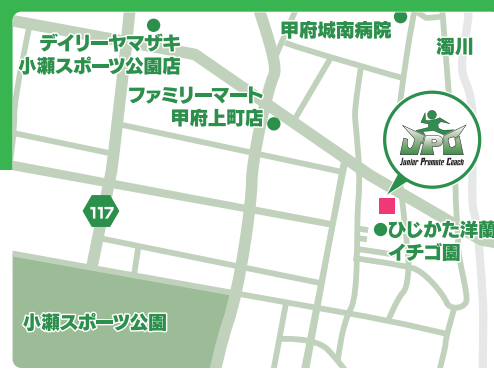 デイリーヤマザキ
小瀬スポーツ公園店
甲府城南病院
濁川
ファミリーマート
甲府上町店
JPU
Junior Promote Coach
117
ひじかた洋蘭
イチゴ園
小瀬スポーツ公園